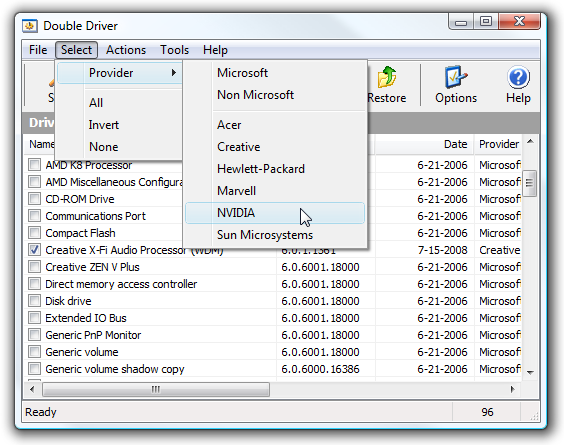 Double Driver
File Select Actions Tools Help
Provider
All
Invert
None
Microsoft
Non Microsoft
Acer
Creative
Hewlett-Packard
Marvell
NVIDIA
Sun Microsystems
Restore Options Help
Date Provider
AMD K8 Processor 6-21-2006 Microsof
AMD Miscellaneous Configura 6-21-2006 Microsof
CD-ROM Drive 6-21-2006 Microsof
Communications Port 6-21-2006 Microsof
Compact Flash 6-21-2006 Microsof
Creative X-Fi Audio Processor (WDM) 6.0.1.1361 7-15-2008 Creative
Creative ZEN V Plus 6.0.6001.18000 6-21-2006 Microsof
Direct memory access controller 6.0.6001.18000 6-21-2006 Microsof
Disk drive 6.0.6001.18000 6-21-2006 Microsof
Extended IO Bus 6.0.6001.18000 6-21-2006 Microsof
Generic PnP Monitor 6.0.6001.18000 6-21-2006 Microsof
Generic volume 6.0.6001.18000 6-21-2006 Microsof
Generic volume shadow copy 6.0.6000.16386 6-21-2006 Microsof
Ready 96